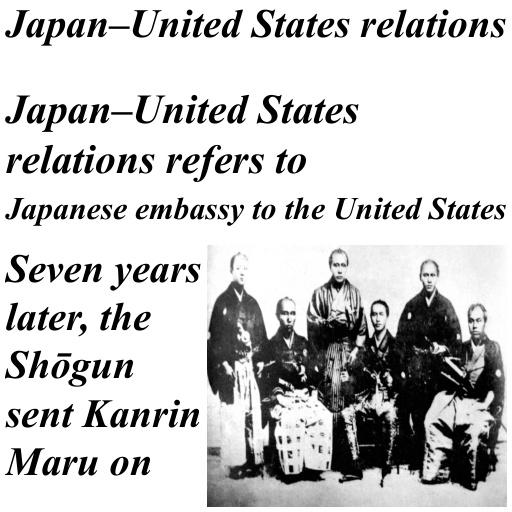 Japan–United States relations
Japan–United States
relations refers to
Japanese embassy to the United States
Seven years
later, the
Shōgun
sent Kanrin
Maru on